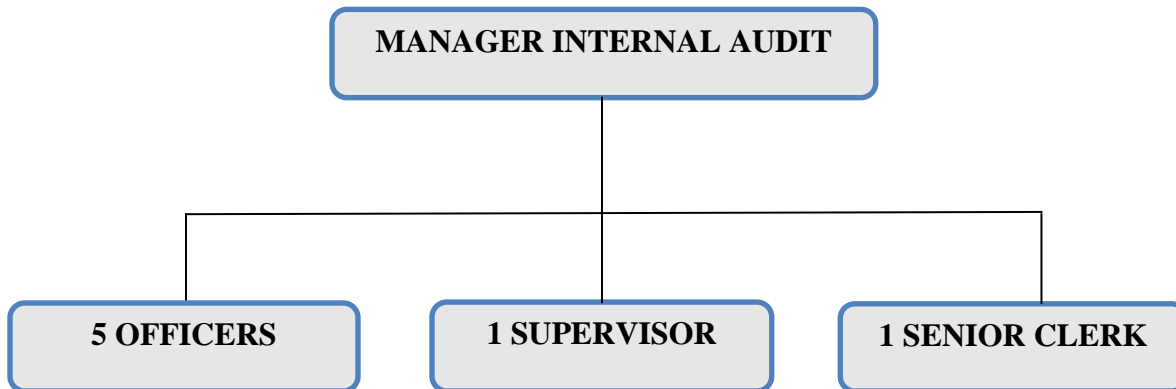 MANAGER INTERNAL AUDIT
5 OFFICERS
1 SUPERVISOR
1 SENIOR CLERK